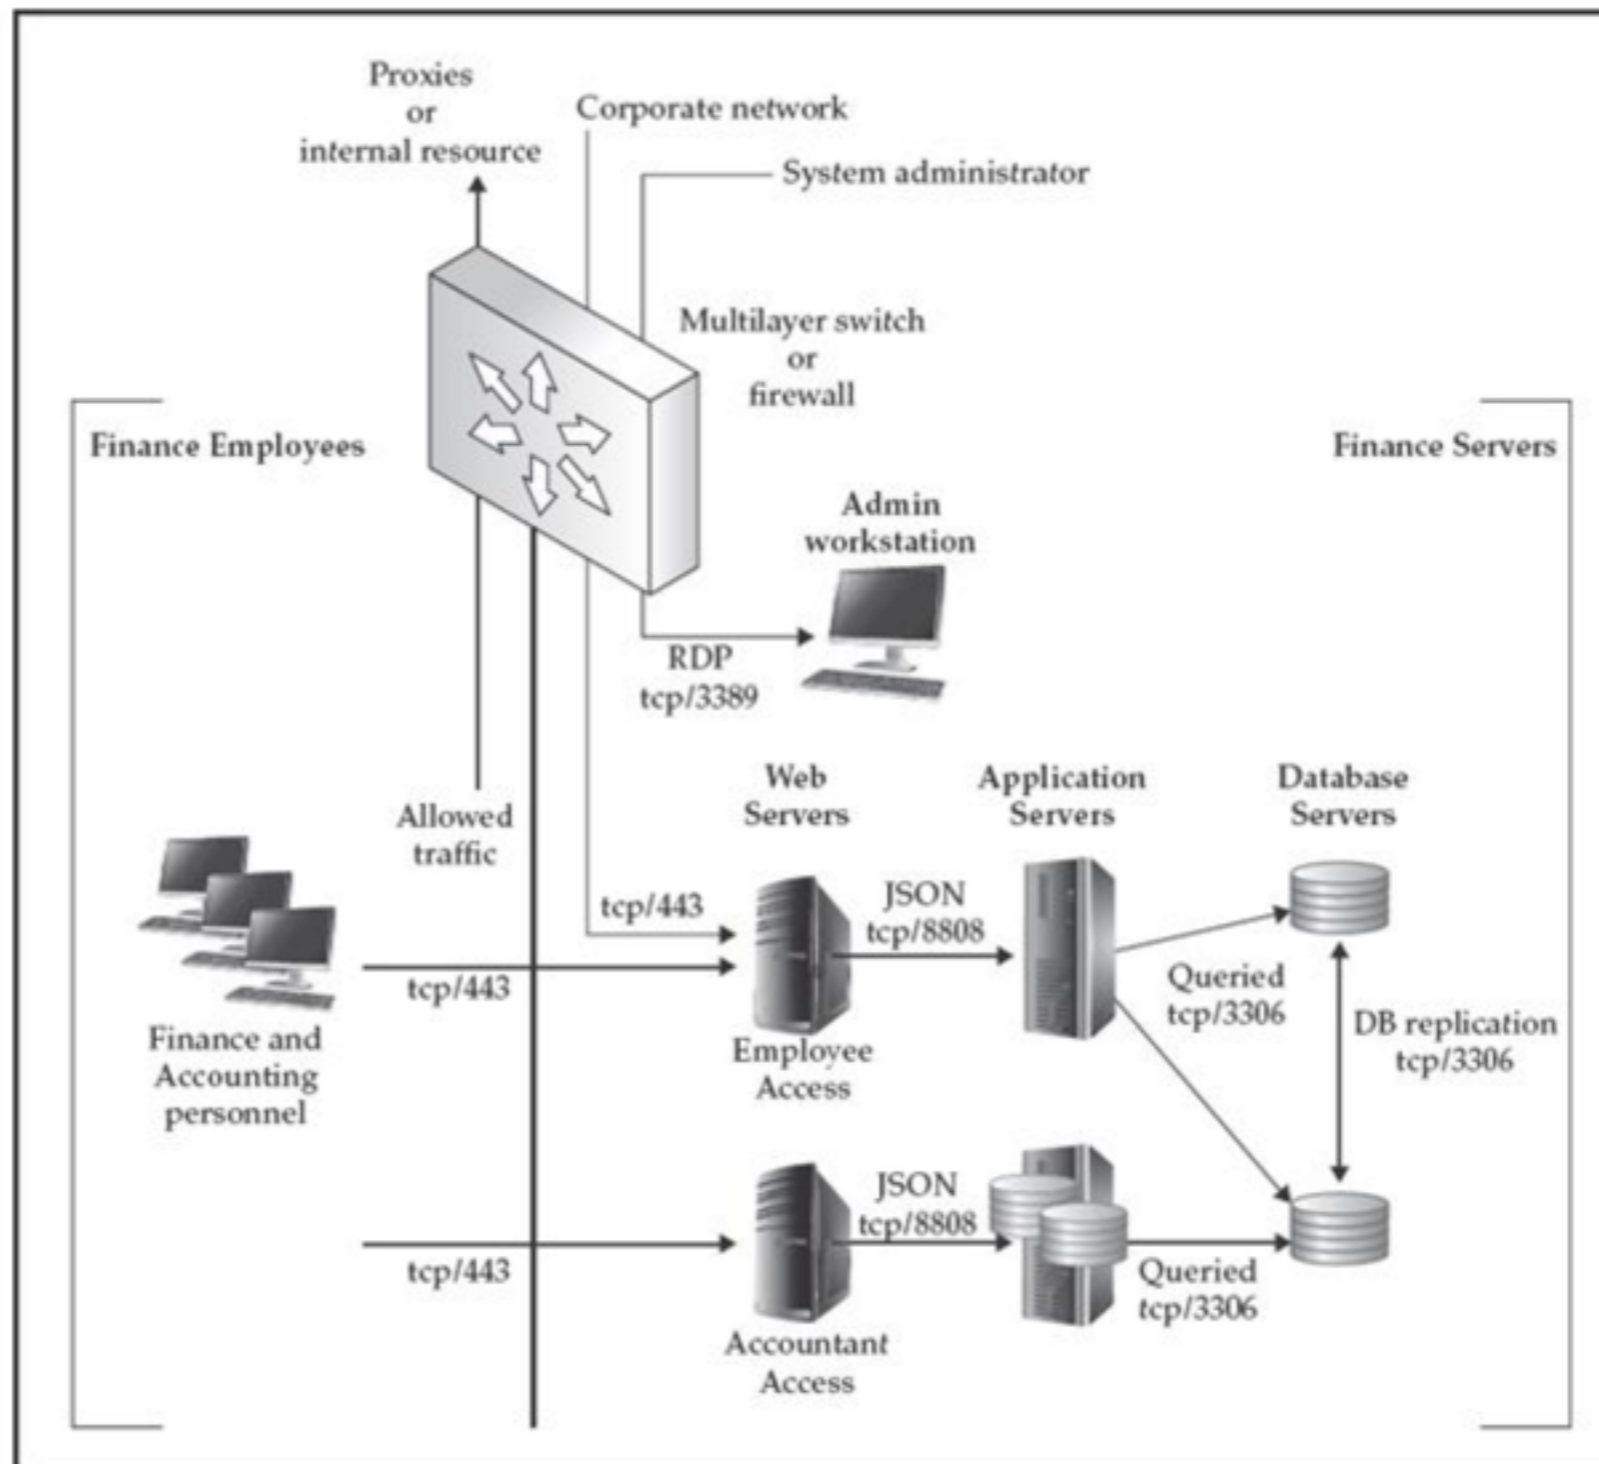 Proxies
or
internal resource
Corporate network
System administrator
Multilayer switch
or
firewall
Finance Employees
Finance Servers
Admin
workstation
RDP
tcp/3389
Allowed
traffic
Web
Servers
Application
Servers
Database
Servers
tcp/443
JSON
tcp/8808
tcp/443
Queried
tcp/3306
DB replication
tcp/3306
Finance and
Accounting
personnel
Employee
Access
JSON
tcp/8808
tcp/443
Queried
tcp/3306
Accountant
Access